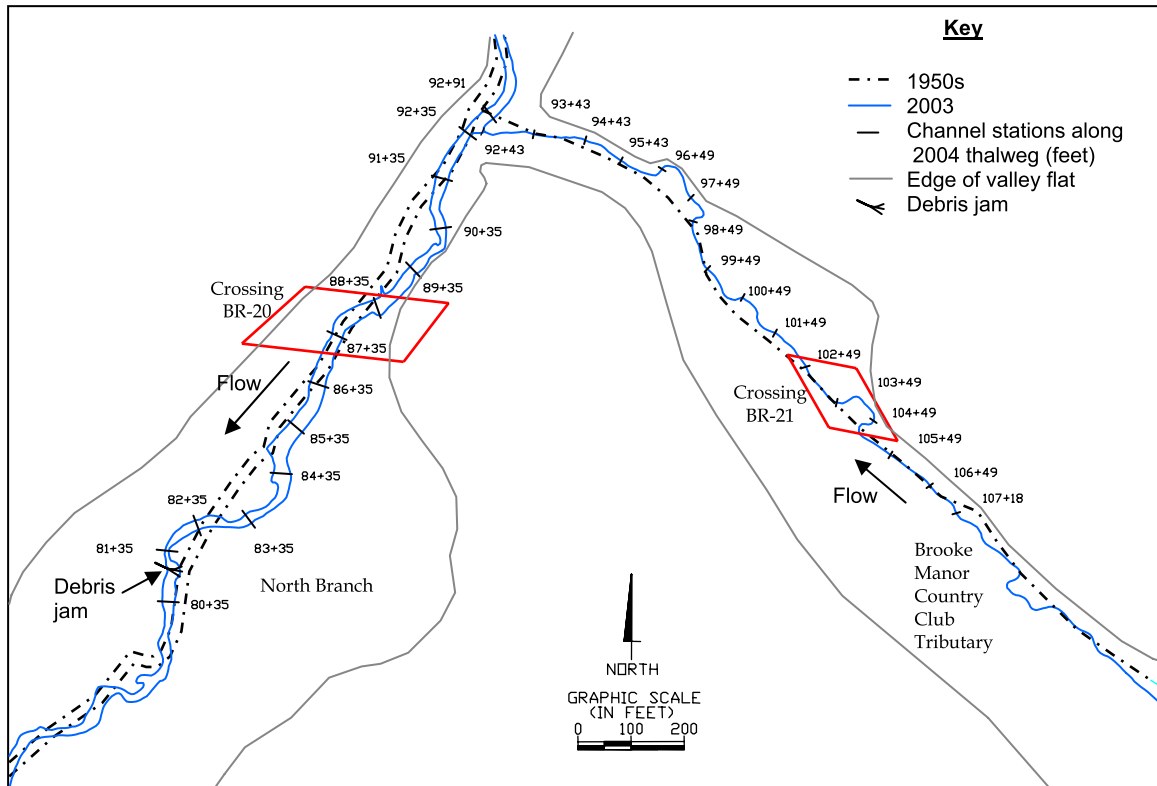 Key
1950s
2003
Channel stations along
2004 thalweg (feet)
Edge of valley flat
Debris jam
92+91
92+35
92+43
93+43
94+43
95+43
96+49
97+49
91+35
98+49
90+35
99+49
89+35
88+35
100+49
Crossing
BR-20
101+49
87+35
102+49
Flow
86+35
103+49
Crossing
BR-21
104+49
85+35
105+49
84+35
106+49
Flow
82+35
107+18
83+35
81+35
Debris
jam
North Branch
80+35
Brooke
Manor
Country
Club
Tributary
NORTH
GRAPHIC SCALE
(IN FEET)
0 100 200